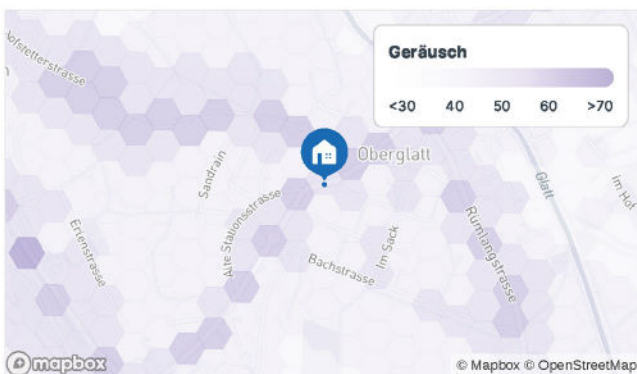 Geräusch
<30 40 50 60 >70
Hofstetterstrasse
Oberglatt
Sandrain
Glatt
Im Hof
Alte Stationsstrasse
Erlenstrasse
Im Sack
Rümlangstrasse
Bachstrasse
mapbox
© Mapbox © OpenStreetMap